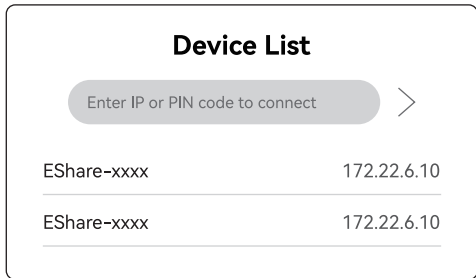 Device List
Enter IP or PIN code to connect
EShare-xxxx 172.22.6.10
EShare-xxxx 172.22.6.10